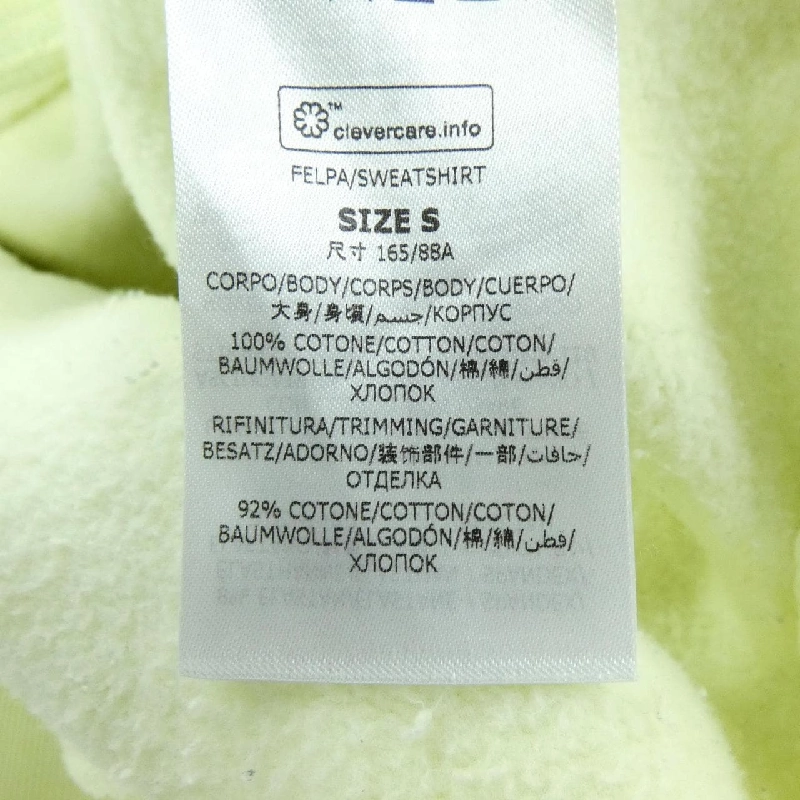 clevercare.info™
FELPA/SWEATSHIRT
SIZE S
尺寸 165/88A
CORPO/BODY/CORPS/BODY/CUERPO/
大身/身頃/جسم/КОРПУС
100% COTONE/COTTON/COTON/
BAUMWOLLE/ALGODÓN/棉/綿/قطن/
ХЛОПОК
RIFINITURA/TRIMMING/GARNITURE/
BESATZ/ADORNO/装饰部件/一部/حافات/
ОТДЕЛКА
92% COTONE/COTTON/COTON/
BAUMWOLLE/ALGODÓN/棉/綿/قطن/
ХЛОПОК